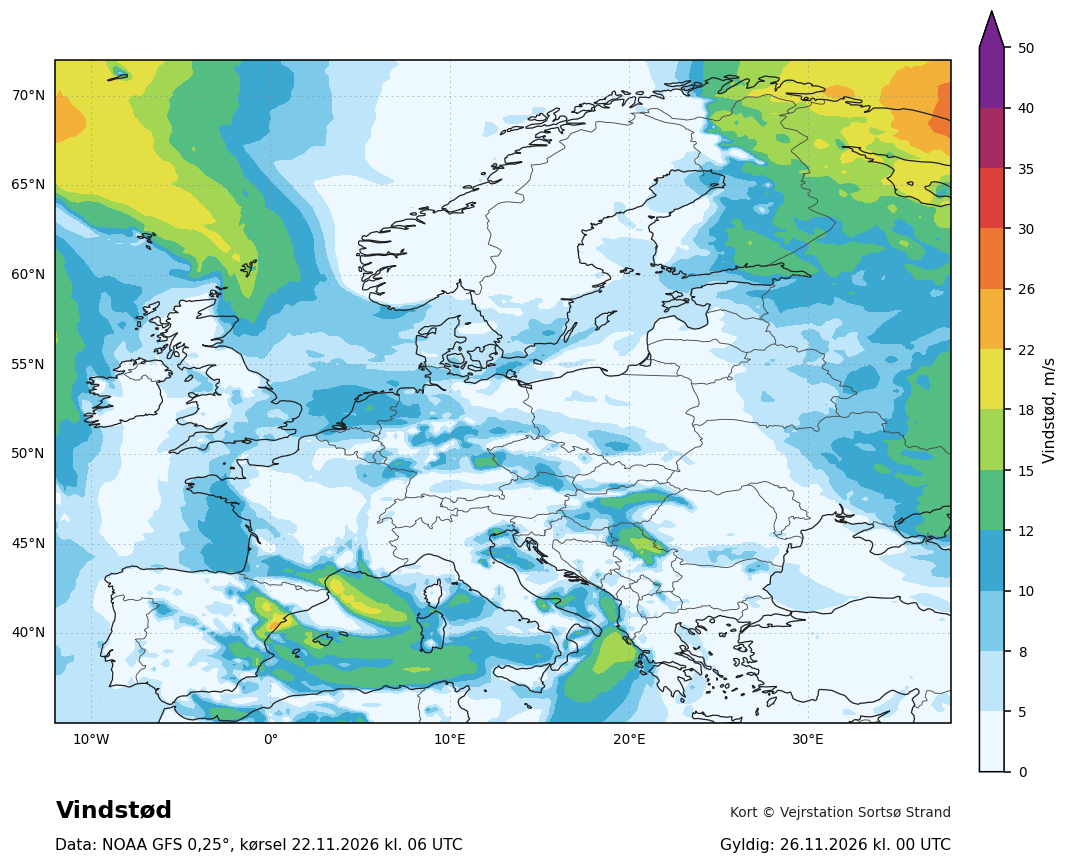 70°N
65°N
60°N
55°N
50°N
45°N
40°N
10°W
0°
10°E
20°E
30°E
50
40
35
30
26
22
18
15
12
10
8
5
0
Vindstød, m/s
Vindstød
Kort © Vejrstation Sortsø Strand
Data: NOAA GFS 0,25°, kørsel 22.11.2026 kl. 06 UTC
Gyldig: 26.11.2026 kl. 00 UTC